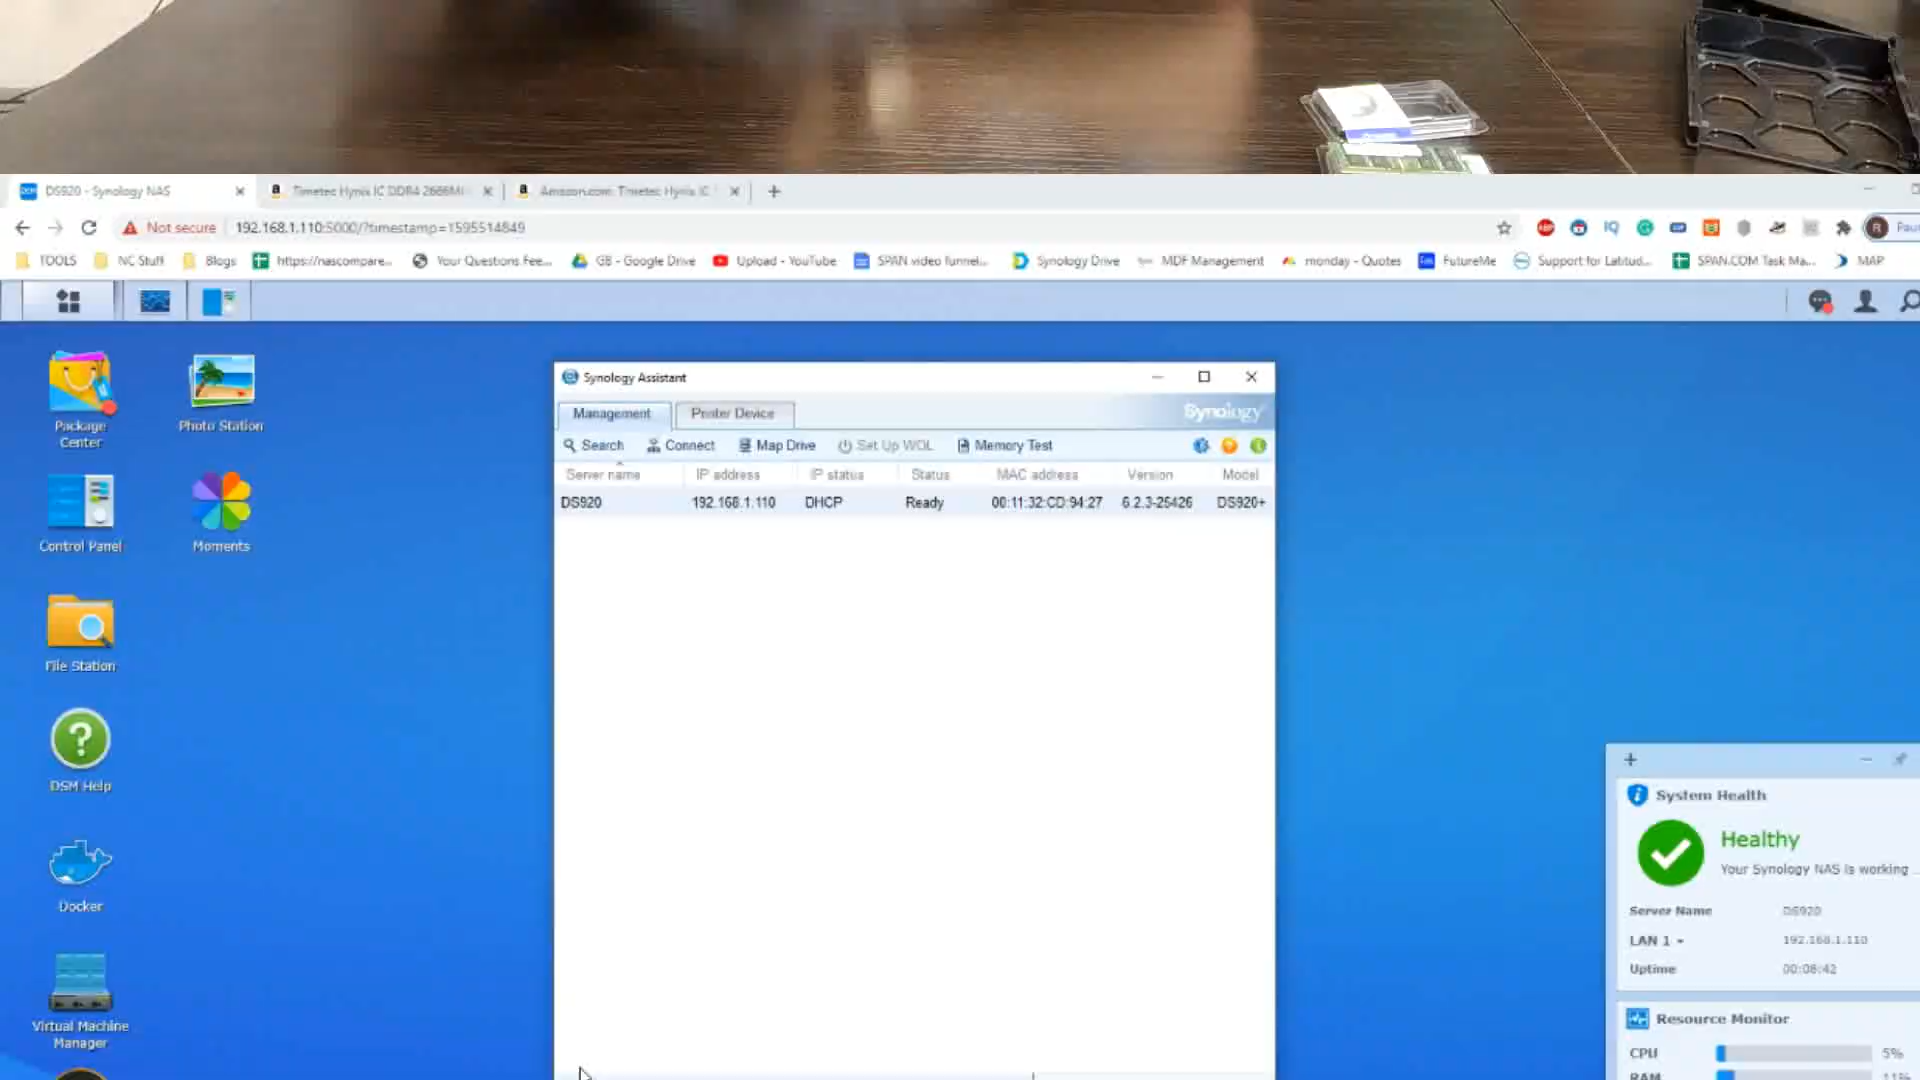 DS920 - Synology NAS
Timetec Hynix IC DDR4 2666M
Amazon.com: Timetec Hynix IC
Not secure 192.168.1.110:5000/?timestamp=1595514849
TOOLS NC Stuff Blogs https://nascompare... Your Questions Fee... GB - Google Drive Upload - YouTube SPAN video funnel... Synology Drive MDF Management monday - Quotes FutureMe Support for Latitud... SPAN.COM Task Ma... MAP
Package Center
Photo Station
Control Panel
Moments
File Station
DSM Help
Docker
Virtual Machine Manager
Synology Assistant
Management Printer Device Synology
Search Connect Map Drive Set Up WOL Memory Test
Server name IP address IP status Status MAC address Version Model
DS920 192.168.1.110 DHCP Ready 00:11:32:CD:94:27 6.2.3-25426 DS920+
System Health
Healthy
Your Synology NAS is working ...
Server Name DS920
LAN 1 192.168.1.110
Uptime 00:08:42
Resource Monitor
CPU 5%
RAM 11%